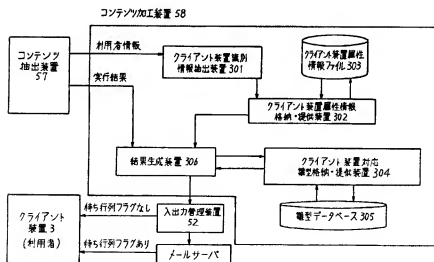 コンテンツ加工装置 58
コンテンツ
抽出装置
57
利用者情報
実行結果
クライアント装置識別
情報抽出装置 301
クライアント装置属性
情報ファイル 303
クライアント装置属性情報
格納・提供装置 302
結果生成装置 306
クライアント装置対応
雛型格納・提供装置 304
雛型データベース 305
クライアント
装置 3
(利用者)
待ち行列フラグなし
入出力管理装置
52
待ち行列フラグあり
メールサーバ